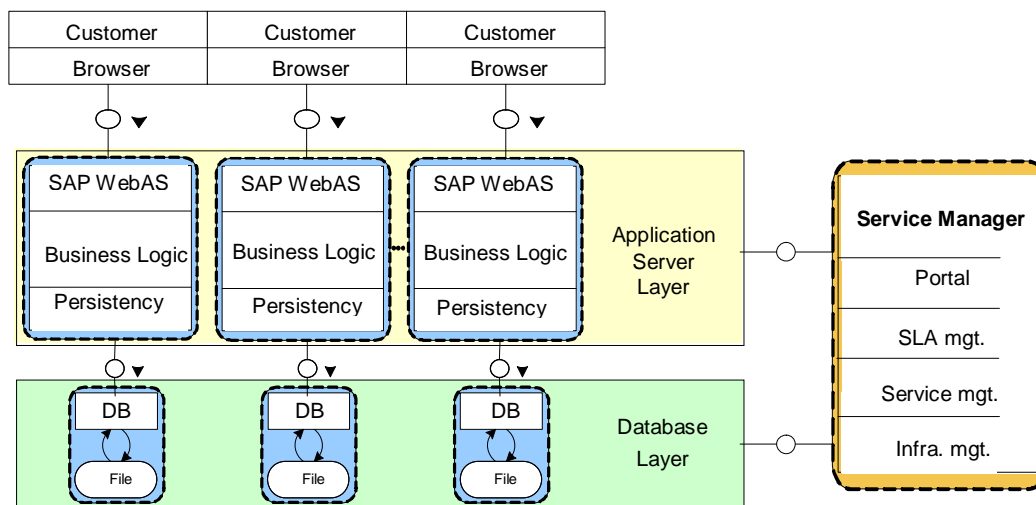 Customer Customer Customer
Browser Browser Browser
SAP WebAS SAP WebAS SAP WebAS
Business Logic Business Logic Business Logic
Persistency Persistency Persistency
Application
Server
Layer
DB DB DB
File File File
Database
Layer
Service Manager
Portal
SLA mgt.
Service mgt.
Infra. mgt.